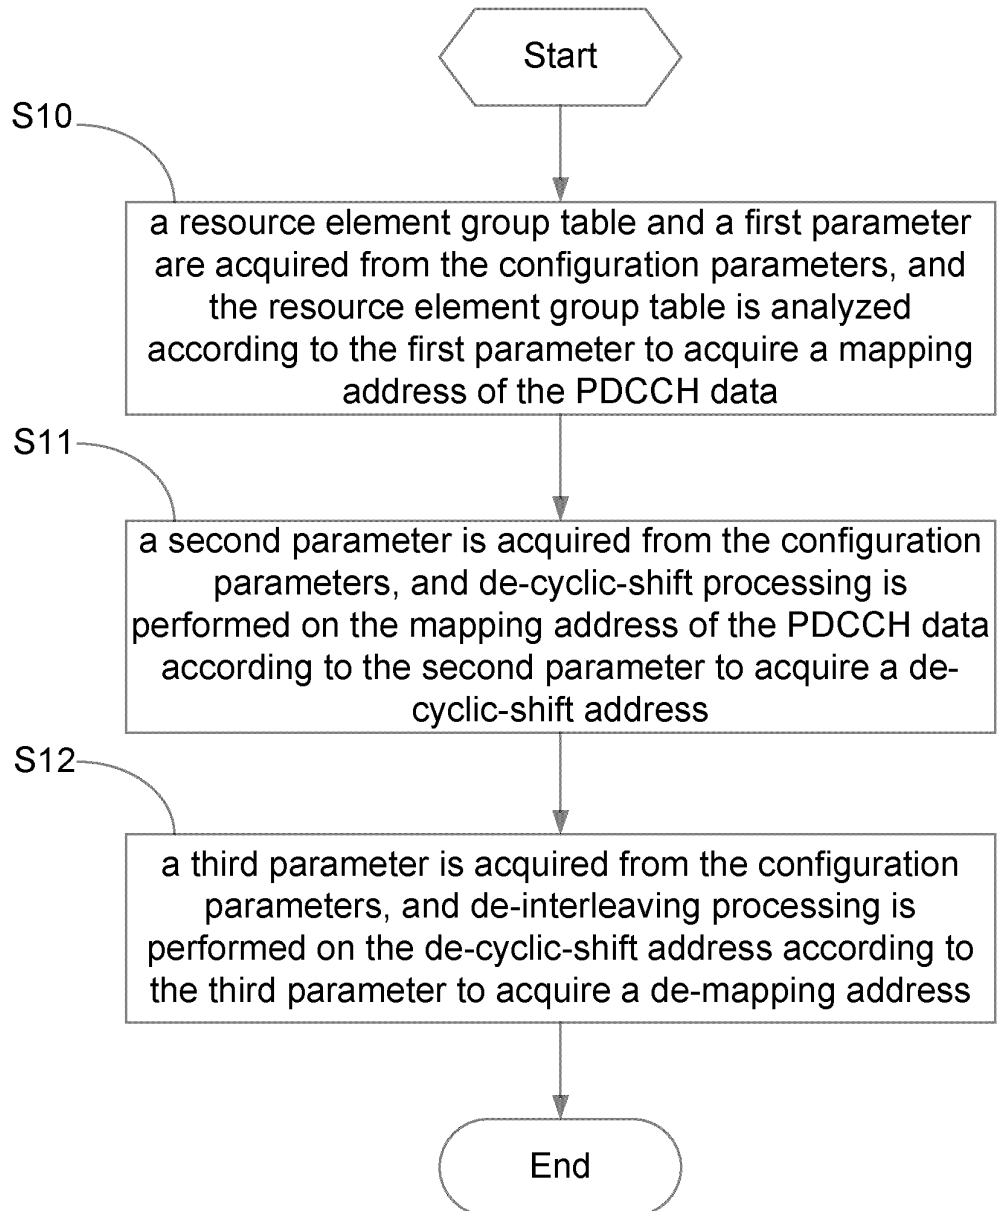 Start
S10
a resource element group table and a first parameter
are acquired from the configuration parameters, and
the resource element group table is analyzed
according to the first parameter to acquire a mapping
address of the PDCCH data
S11
a second parameter is acquired from the configuration
parameters, and de-cyclic-shift processing is
performed on the mapping address of the PDCCH data
according to the second parameter to acquire a de-
cyclic-shift address
S12
a third parameter is acquired from the configuration
parameters, and de-interleaving processing is
performed on the de-cyclic-shift address according to
the third parameter to acquire a de-mapping address
End